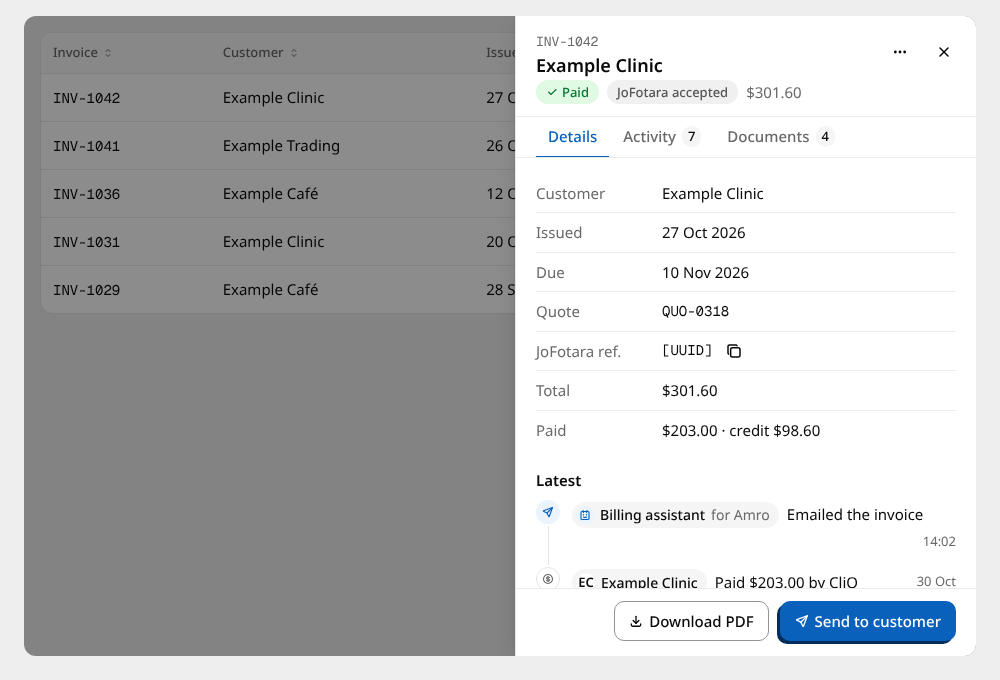 Invoice Customer Issue
INV-1042 Example Clinic 27 O
INV-1041 Example Trading 26 O
INV-1036 Example Café 12 O
INV-1031 Example Clinic 20 O
INV-1029 Example Café 28 S
INV-1042
Example Clinic
Paid JoFotara accepted $301.60
Details Activity 7 Documents 4
Customer Example Clinic
Issued 27 Oct 2026
Due 10 Nov 2026
Quote QUO-0318
JoFotara ref. [UUID]
Total $301.60
Paid $203.00 · credit $98.60
Latest
Billing assistant for Amro Emailed the invoice
14:02
EC Example Clinic Paid $203.00 by CliQ 30 Oct
Download PDF Send to customer